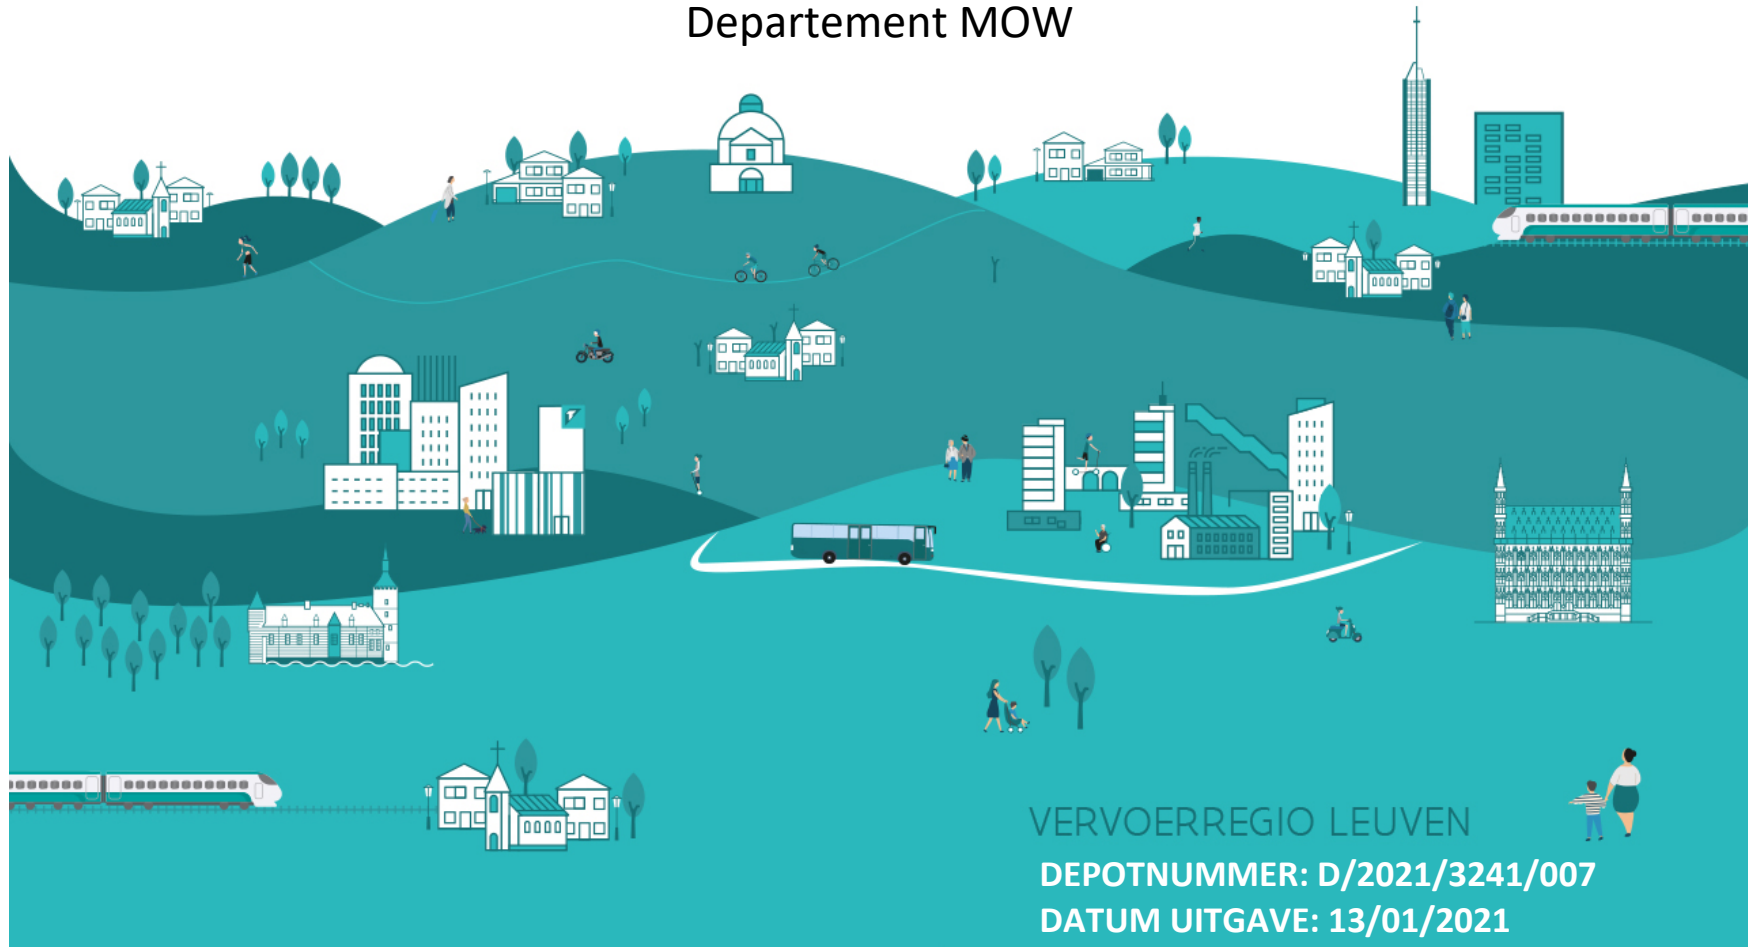 Departement MOW
VERVOERREGIO LEUVEN
DEPOTNUMMER: D/2021/3241/007
DATUM UITGAVE: 13/01/2021